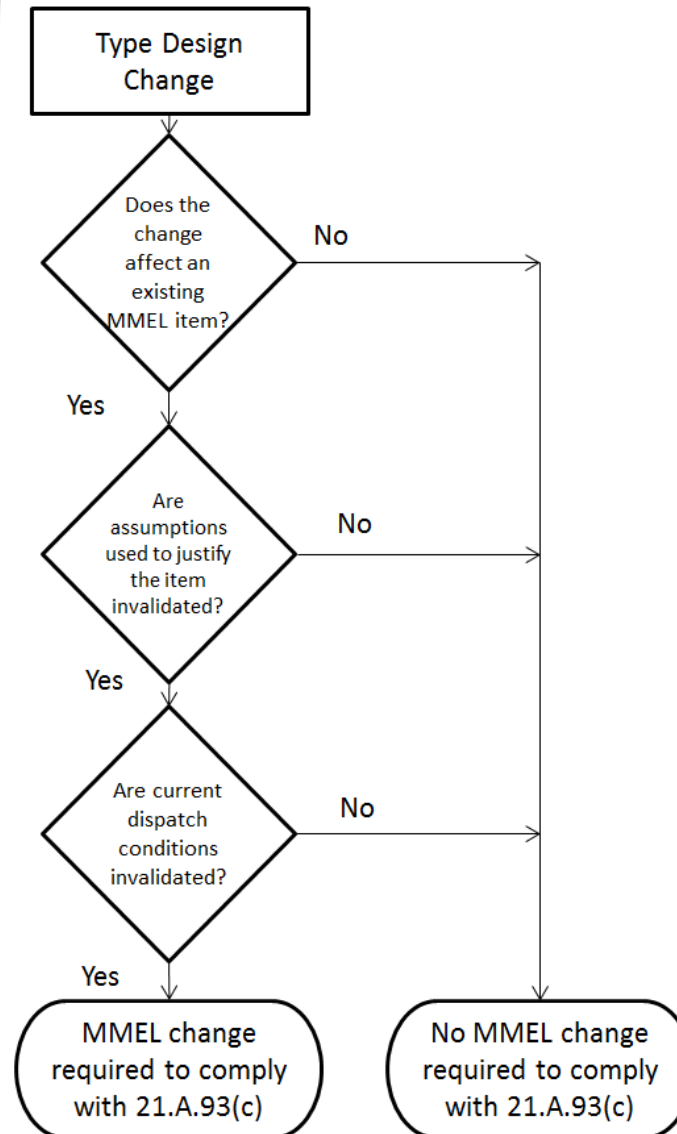 Type Design
Change
Does the
change
affect an
existing
MMEL item?
No
Yes
Are
assumptions
used to justify
the item
invalidated?
No
Yes
Are current
dispatch
conditions
invalidated?
No
Yes
MMEL change
required to comply
with 21.A.93(c)
No MMEL change
required to comply
with 21.A.93(c)